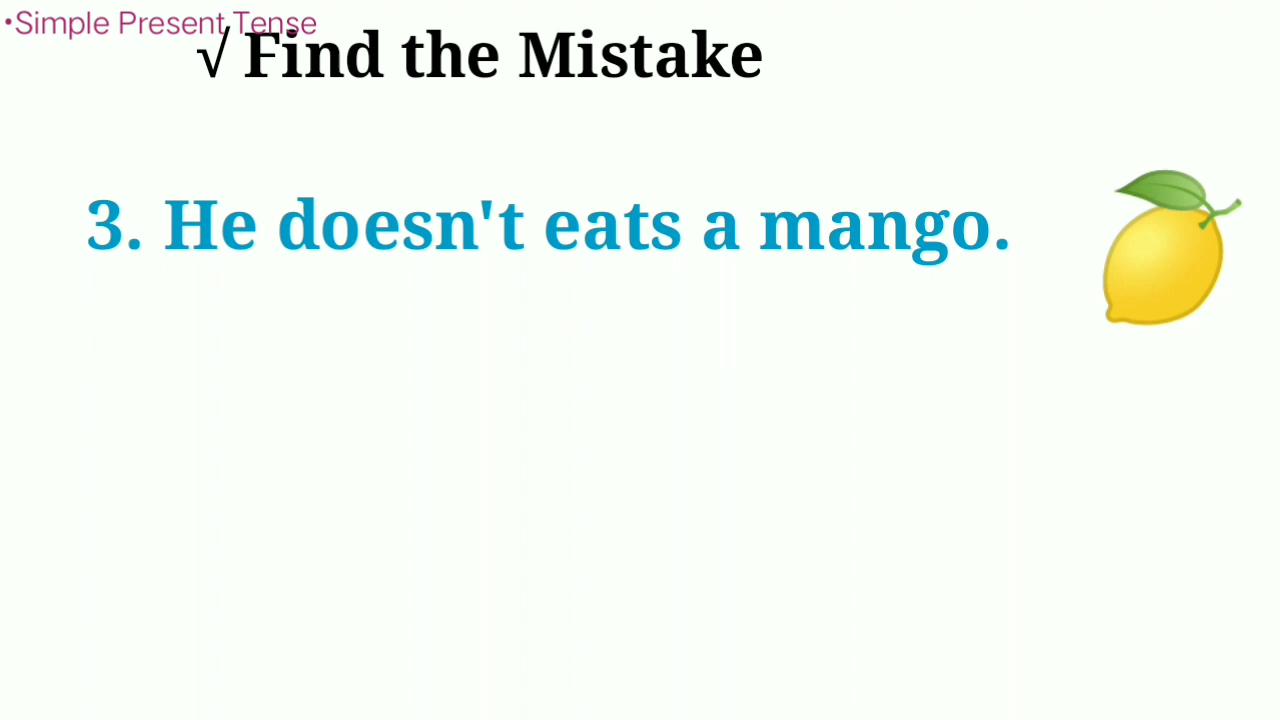 •Simple Present Tense
√ Find the Mistake
3. He doesn't eats a mango.